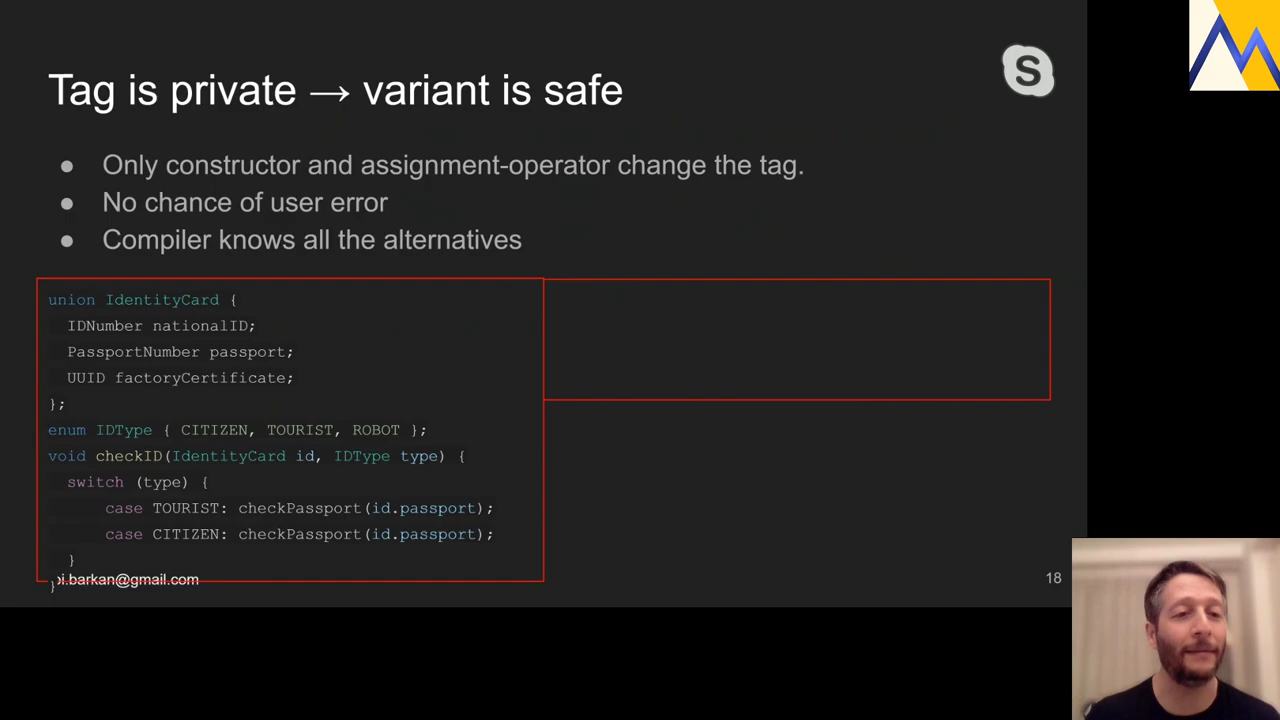 Tag is private → variant is safe
S
● Only constructor and assignment-operator change the tag.
● No chance of user error
● Compiler knows all the alternatives
union IdentityCard {
IDNumber nationalID;
PassportNumber passport;
UUID factoryCertificate;
};
enum IDType { CITIZEN, TOURIST, ROBOT };
void checkID(IdentityCard id, IDType type) {
switch (type) {
case TOURIST: checkPassport(id.passport);
case CITIZEN: checkPassport(id.passport);
}
}
i.barkan@gmail.com
18